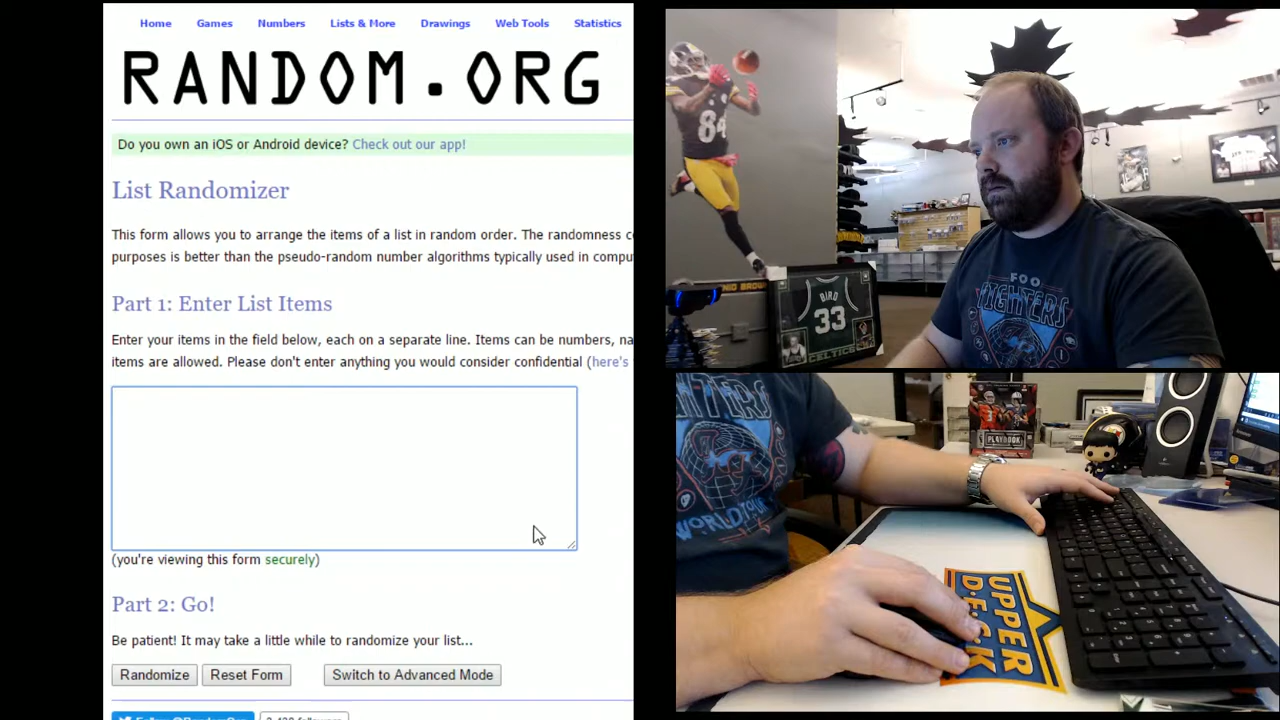 Home Games Numbers Lists & More Drawings Web Tools Statistics
RANDOM.ORG
Do you own an iOS or Android device? Check out our app!
List Randomizer
This form allows you to arrange the items of a list in random order. The randomness c
purposes is better than the pseudo-random number algorithms typically used in compu
Part 1: Enter List Items
Enter your items in the field below, each on a separate line. Items can be numbers, na
items are allowed. Please don't enter anything you would consider confidential (here's
(you're viewing this form securely)
Part 2: Go!
Be patient! It may take a little while to randomize your list...
Randomize Reset Form Switch to Advanced Mode
84
BIRD
33
CELTICS
FOO
FIGHTERS
PLAYBOOK
WORLD TOUR
UPPER
DECK